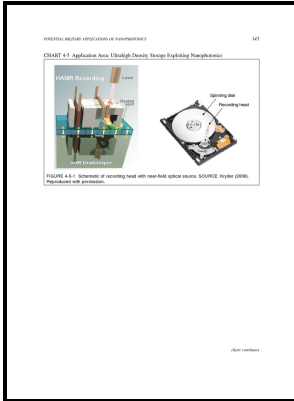 POTENTIAL MILITARY APPLICATIONS OF NANOPHOTONICS 145
CHART 4-5 Application Area: Ultrahigh Density Storage Exploiting Nanophotonics
HAMR Recording
Laser
Heated Spot
Soft Underlayer
Spinning disk
Recording head
FIGURE 4-5-1 Schematic of recording head with near-field optical source. SOURCE: Kryder (2006).
Reproduced with permission.
chart continues